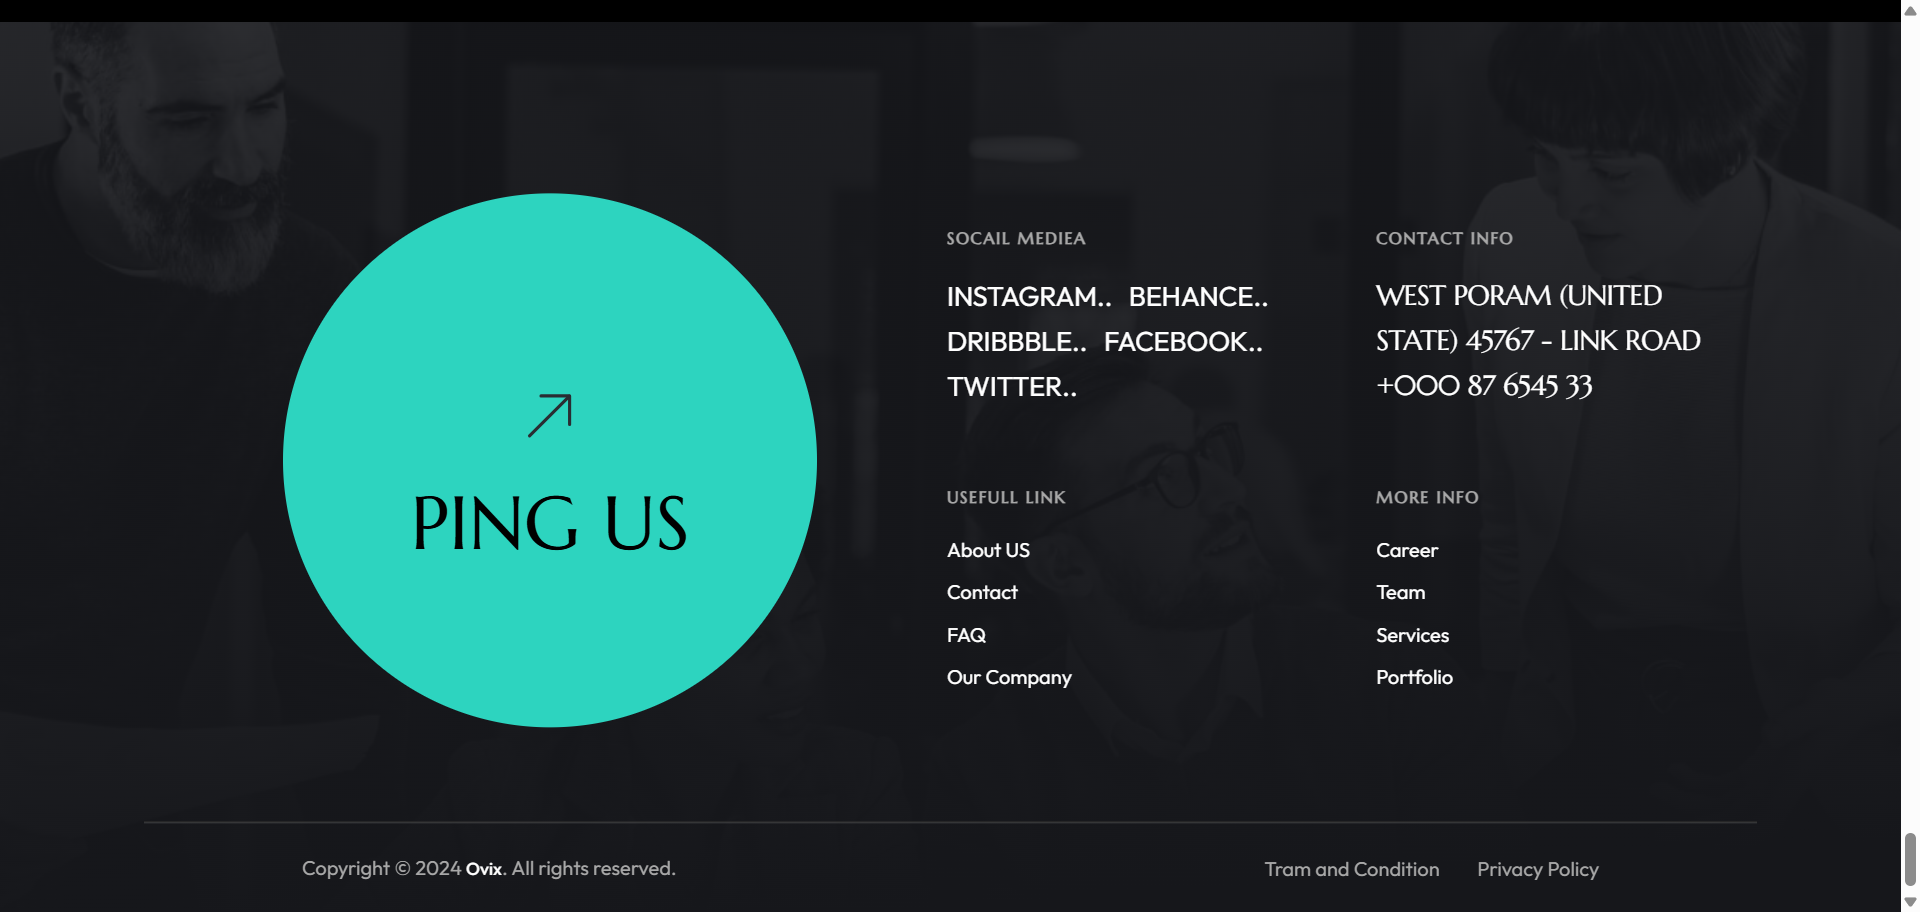 PING US
SOCAIL MEDIEA
INSTAGRAM.. BEHANCE..
DRIBBBLE.. FACEBOOK..
TWITTER..
CONTACT INFO
WEST PORAM (UNITED
STATE) 45767 - LINK ROAD
+000 87 6545 33
USEFULL LINK
About US
Contact
FAQ
Our Company
MORE INFO
Career
Team
Services
Portfolio
Copyright © 2024 Ovix. All rights reserved.
Tram and Condition Privacy Policy